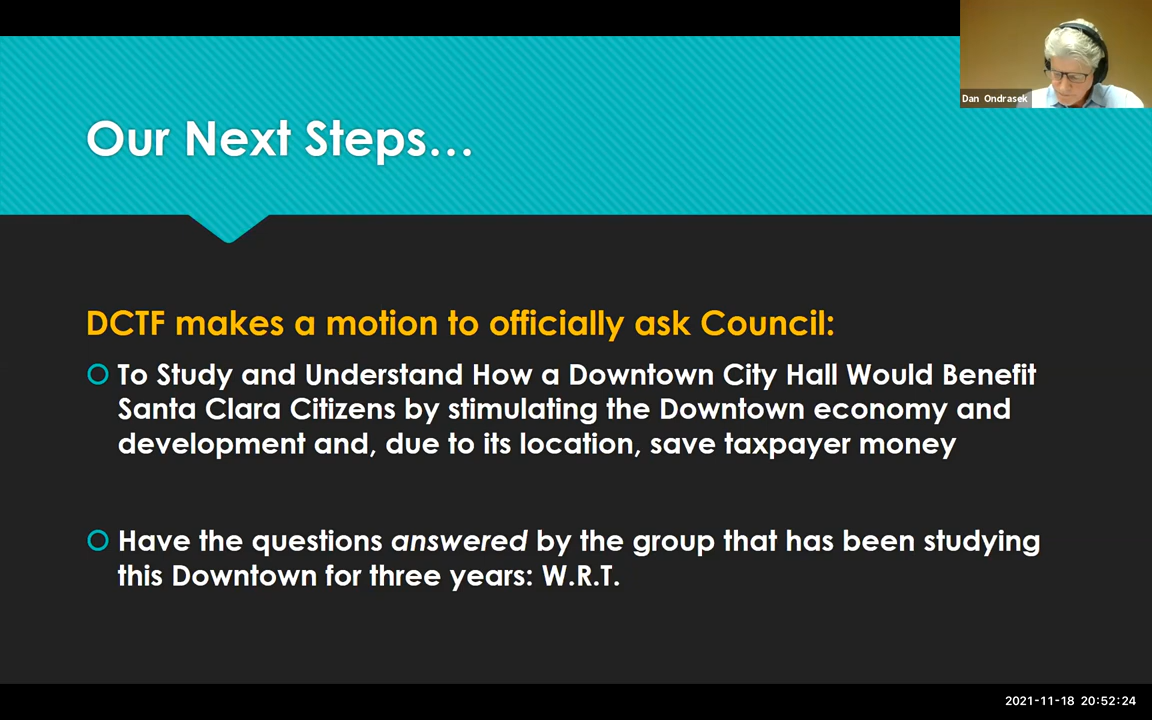 Dan Ondrasek
Our Next Steps...
DCTF makes a motion to officially ask Council:
To Study and Understand How a Downtown City Hall Would Benefit
Santa Clara Citizens by stimulating the Downtown economy and
development and, due to its location, save taxpayer money
Have the questions answered by the group that has been studying
this Downtown for three years: W.R.T.
2021-11-18 20:52:24